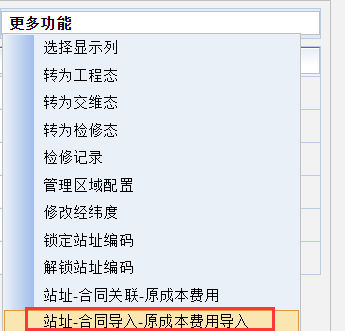 更多功能
选择显示列
转为工程态
转为交维态
转为检修态
检修记录
管理区域配置
修改经纬度
锁定站址编码
解锁站址编码
站址-合同关联-原成本费用
站址-合同导入-原成本费用导入